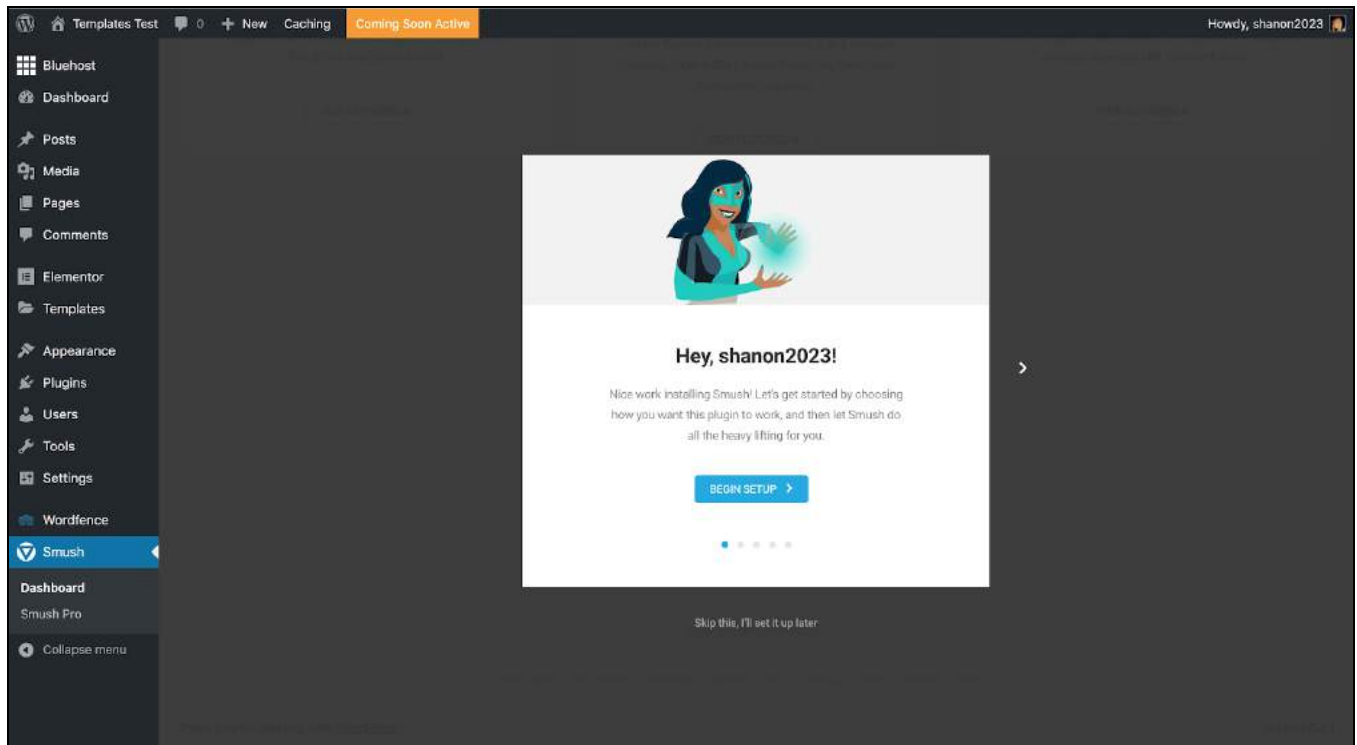 Templates Test 0 + New Caching Coming Soon Active Howdy, shanon2023
Bluehost
Dashboard
Posts
Media
Pages
Comments
Elementor
Templates
Appearance
Plugins
Users
Tools
Settings
Wordfence
Smush
Dashboard
Smush Pro
Collapse menu
Hey, shanon2023!
Nice work installing Smush! Let's get started by choosing
how you want this plugin to work, and then let Smush do
all the heavy lifting for you.
BEGIN SETUP
Skip this, I'll set it up later